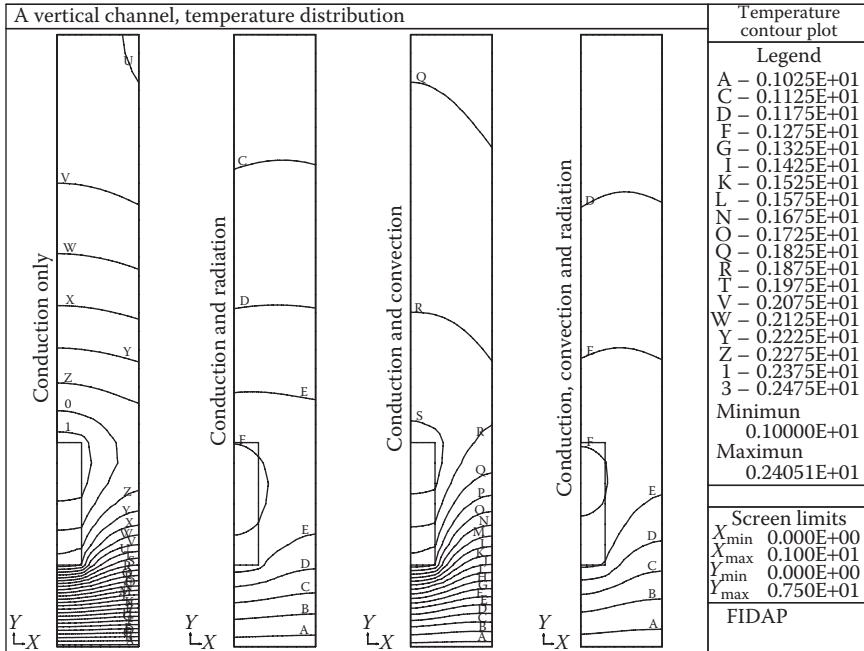 A vertical channel, temperature distribution
Temperature
contour plot
Legend
A – 0.1025E+01
C – 0.1125E+01
D – 0.1175E+01
F – 0.1275E+01
G – 0.1325E+01
I – 0.1425E+01
K – 0.1525E+01
L – 0.1575E+01
N – 0.1675E+01
O – 0.1725E+01
Q – 0.1825E+01
R – 0.1875E+01
T – 0.1975E+01
V – 0.2075E+01
W – 0.2125E+01
Y – 0.2225E+01
Z – 0.2275E+01
1 – 0.2375E+01
3 – 0.2475E+01
Minimun
0.10000E+01
Maximun
0.24051E+01
Screen limits
Xmin 0.000E+00
Xmax 0.100E+01
Ymin 0.000E+00
Ymax 0.750E+01
FIDAP
Conduction only
U
V
W
X
Y
Z
0
1
Z
Y
X
W
V
U
S
Y
X
Conduction and radiation
C
D
E
F
E
D
C
B
A
Y
X
Conduction and convection
Q
R
S
R
Q
P
O
N
M
L
K
J
I
H
G
F
E
D
C
B
A
Y
X
Conduction, convection and radiation
D
E
F
E
D
C
B
A
Y
X